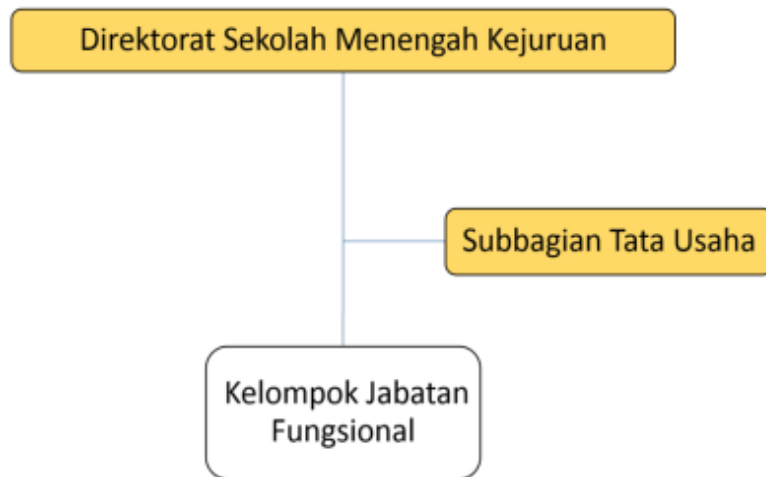 Direktorat Sekolah Menengah Kejuruan
Subbagian Tata Usaha
Kelompok Jabatan
Fungsional